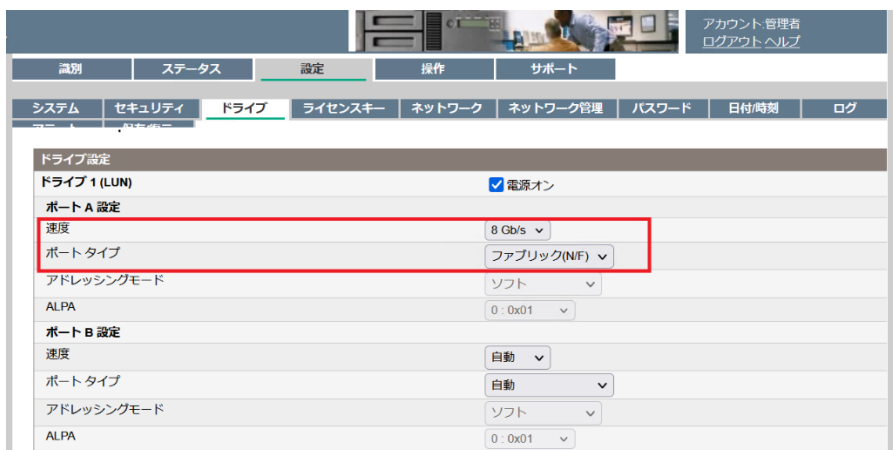 アカウント:管理者
ログアウト ヘルプ
識別 ステータス 設定 操作 サポート
システム セキュリティ ドライブ ライセンスキー ネットワーク ネットワーク管理 パスワード 日付/時刻 ログ
ドライブ設定
ドライブ 1 (LUN) 電源オン
ポート A 設定
速度 8 Gb/s
ポート タイプ ファブリック(N/F)
アドレッシングモード ソフト
ALPA 0 : 0x01
ポート B 設定
速度 自動
ポート タイプ 自動
アドレッシングモード ソフト
ALPA 0 : 0x01